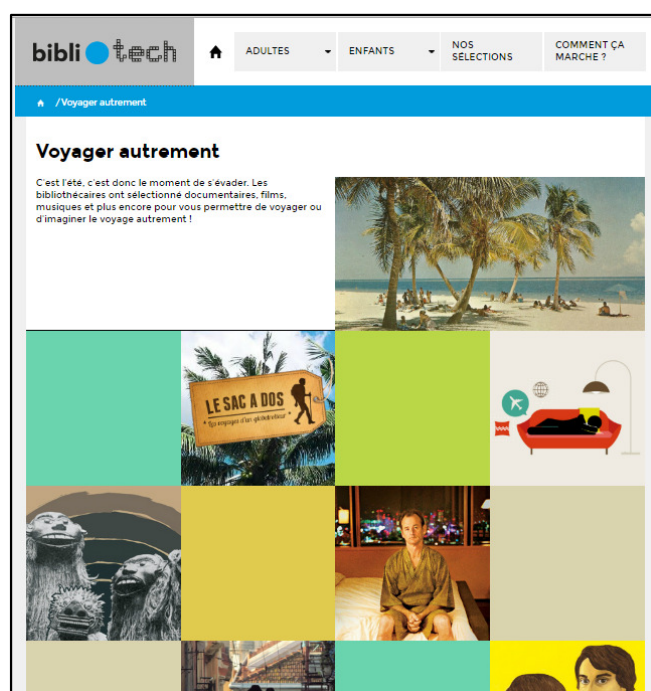 bibli tech
ADULTES
ENFANTS
NOS
SÉLECTIONS
COMMENT ÇA
MARCHE ?
/Voyager autrement
Voyager autrement
C'est l'été, c'est donc le moment de s'évader. Les
bibliothécaires ont sélectionné documentaires, films,
musiques et plus encore pour vous permettre de voyager ou
d'imaginer le voyage autrement !
LE SAC A DOS